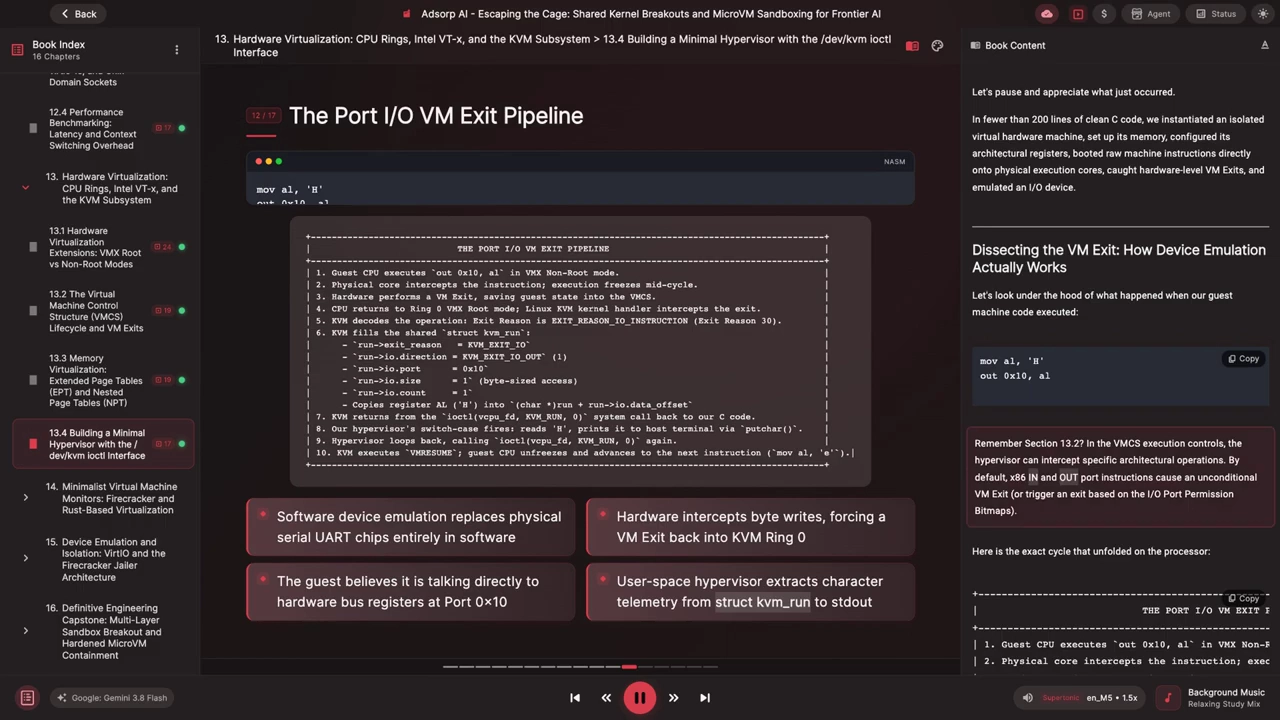 Back
Adsorp AI - Escaping the Cage: Shared Kernel Breakouts and MicroVM Sandboxing for Frontier AI
$
Agent
Status
Book Index
16 Chapters
Domain Sockets
12.4 Performance
Benchmarking:
Latency and Context
Switching Overhead
17
13. Hardware Virtualization:
CPU Rings, Intel VT-x, and
the KVM Subsystem
13.1 Hardware
Virtualization
Extensions: VMX Root
vs Non-Root Modes
24
13.2 The Virtual
Machine Control
Structure (VMCS)
Lifecycle and VM Exits
19
13.3 Memory
Virtualization:
Extended Page Tables
(EPT) and Nested
Page Tables (NPT)
19
13.4 Building a Minimal
Hypervisor with the /
dev/kvm ioctl Interface
17
14. Minimalist Virtual Machine
Monitors: Firecracker and
Rust-Based Virtualization
15. Device Emulation and
Isolation: VirtIO and the
Firecracker Jailer
Architecture
16. Definitive Engineering
Capstone: Multi-Layer
Sandbox Breakout and
Hardened MicroVM
Containment
Google: Gemini 3.8 Flash
13. Hardware Virtualization: CPU Rings, Intel VT-x, and the KVM Subsystem > 13.4 Building a Minimal Hypervisor with the /dev/kvm ioctl
Interface
12 / 17
The Port I/O VM Exit Pipeline
NASM
mov al, 'H'
out 0x10, al
THE PORT I/O VM EXIT PIPELINE
1. Guest CPU executes `out 0x10, al` in VMX Non-Root mode.
2. Physical core intercepts the instruction; execution freezes mid-cycle.
3. Hardware performs a VM Exit, saving guest state into the VMCS.
4. CPU returns to Ring 0 VMX Root mode; Linux KVM kernel handler intercepts the exit.
5. KVM decodes the operation: Exit Reason is EXIT_REASON_IO_INSTRUCTION (Exit Reason 30).
6. KVM fills the shared `struct kvm_run`:
- `run->exit_reason = KVM_EXIT_IO`
- `run->io.direction = KVM_EXIT_IO_OUT` (1)
- `run->io.port = 0x10`
- `run->io.size = 1` (byte-sized access)
- `run->io.count = 1`
- Copies register AL ('H') into `(char *)run + run->io.data_offset`
7. KVM returns from the `ioctl(vcpu_fd, KVM_RUN, 0)` system call back to our C code.
8. Our hypervisor's switch-case fires: reads 'H', prints it to host terminal via `putchar()`.
9. Hypervisor loops back, calling `ioctl(vcpu_fd, KVM_RUN, 0)` again.
10. KVM executes `VMRESUME`; guest CPU unfreezes and advances to the next instruction (`mov al, 'e'`).
Software device emulation replaces physical
serial UART chips entirely in software
Hardware intercepts byte writes, forcing a
VM Exit back into KVM Ring 0
The guest believes it is talking directly to
hardware bus registers at Port 0×10
User-space hypervisor extracts character
telemetry from struct kvm_run to stdout
Book Content
Let's pause and appreciate what just occurred.
In fewer than 200 lines of clean C code, we instantiated an isolated
virtual hardware machine, set up its memory, configured its
architectural registers, booted raw machine instructions directly
onto physical execution cores, caught hardware-level VM Exits, and
emulated an I/O device.
Dissecting the VM Exit: How Device Emulation
Actually Works
Let's look under the hood of what happened when our guest
machine code executed:
Copy
mov al, 'H'
out 0x10, al
Remember Section 13.2? In the VMCS execution controls, the
hypervisor can intercept specific architectural operations. By
default, x86 IN and OUT port instructions cause an unconditional
VM Exit (or trigger an exit based on the I/O Port Permission
Bitmaps).
Here is the exact cycle that unfolded on the processor:
Copy
THE PORT I/O VM EXIT P
1. Guest CPU executes `out 0x10, al` in VMX Non-R
2. Physical core intercepts the instruction; exec
Supertonic
en_M5 • 1.5x
Background Music
Relaxing Study Mix